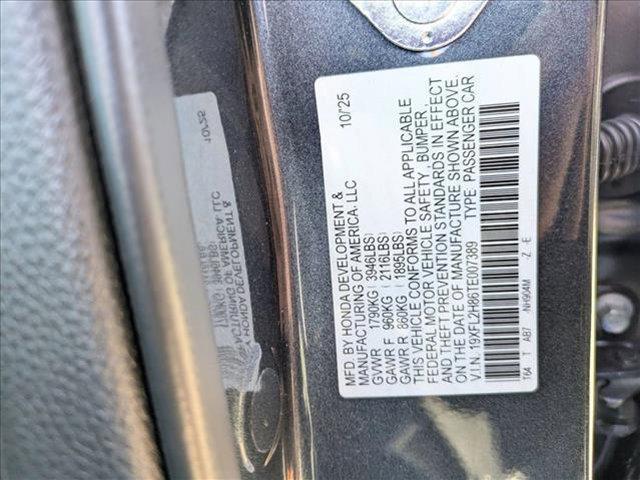 MFD. BY HONDA DEVELOPMENT & 10/25
MANUFACTURING OF AMERICA, LLC
GVWR 1790KG (3946LBS)
GAWR F 960KG (2116LBS)
GAWR R 860KG (1895LBS)
THIS VEHICLE CONFORMS TO ALL APPLICABLE
FEDERAL MOTOR VEHICLE SAFETY, BUMPER,
AND THEFT PREVENTION STANDARDS IN EFFECT
ON THE DATE OF MANUFACTURE SHOWN ABOVE.
V.I.N. 19XFL2H861TE007389 TYPE PASSENGER CAR
T64 T AB7 -NH904M Z -E